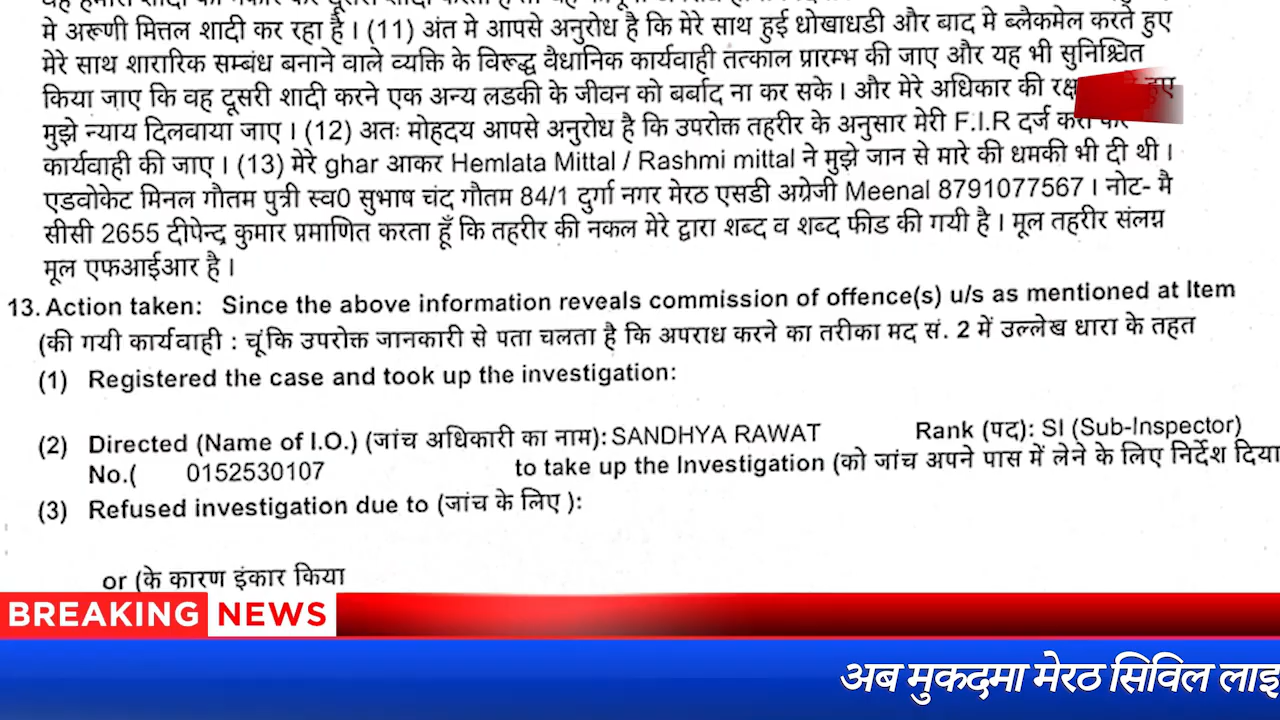 मे अरूणी मित्तल शादी कर रहा है। (11) अंत मे आपसे अनुरोध है कि मेरे साथ हुई धोखाधडी और बाद मे ब्लैकमेल करते हुए
मेरे साथ शारारिक सम्बंध बनाने वाले व्यक्ति के विरूद्ध वैधानिक कार्यवाही तत्काल प्रारम्भ की जाए और यह भी सुनिश्चित
किया जाए कि वह दूसरी शादी करने एक अन्य लडकी के जीवन को बर्बाद ना कर सके। और मेरे अधिकार की हुए
मुझे न्याय दिलवाया जाए। (12) अतः मोहदय आपसे अनुरोध है कि उपरोक्त तहरीर के अनुसार मेरी F.I.R दर्ज करा कर
कार्यवाही की जाए। (13) मेरे ghar आकर Hemlata Mittal / Rashmi mittal ने मुझे जान से मारे की धमकी भी दी थी।
एडवोकेट मिनल गौतम पुत्री स्व0 सुभाष चंद गौतम 84/1 दुर्गा नगर मेरठ एसडी अग्रेजी Meenal 8791077567। नोट- मै
सीसी 2655 दीपेन्द्र कुमार प्रमाणित करता हूँ कि तहरीर की नकल मेरे द्वारा शब्द व शब्द फीड की गयी है। मूल तहरीर संलग्न
मूल एफआईआर है।
13. Action taken: Since the above information reveals commission of offence(s) u/s as mentioned at Item
(की गयी कार्यवाही : चूंकि उपरोक्त जानकारी से पता चलता है कि अपराध करने का तरीका मद सं. 2 में उल्लेख धारा के तहत
(1) Registered the case and took up the investigation:
(2) Directed (Name of I.O.) (जांच अधिकारी का नाम): SANDHYA RAWAT Rank (पद): SI (Sub-Inspector)
No.( 0152530107 to take up the Investigation (को जांच अपने पास में लेने के लिए निर्देश दिया
(3) Refused investigation due to (जांच के लिए ):
or (के कारण इंकार किया
BREAKING NEWS
अब मुकदमा मेरठ सिविल लाइ